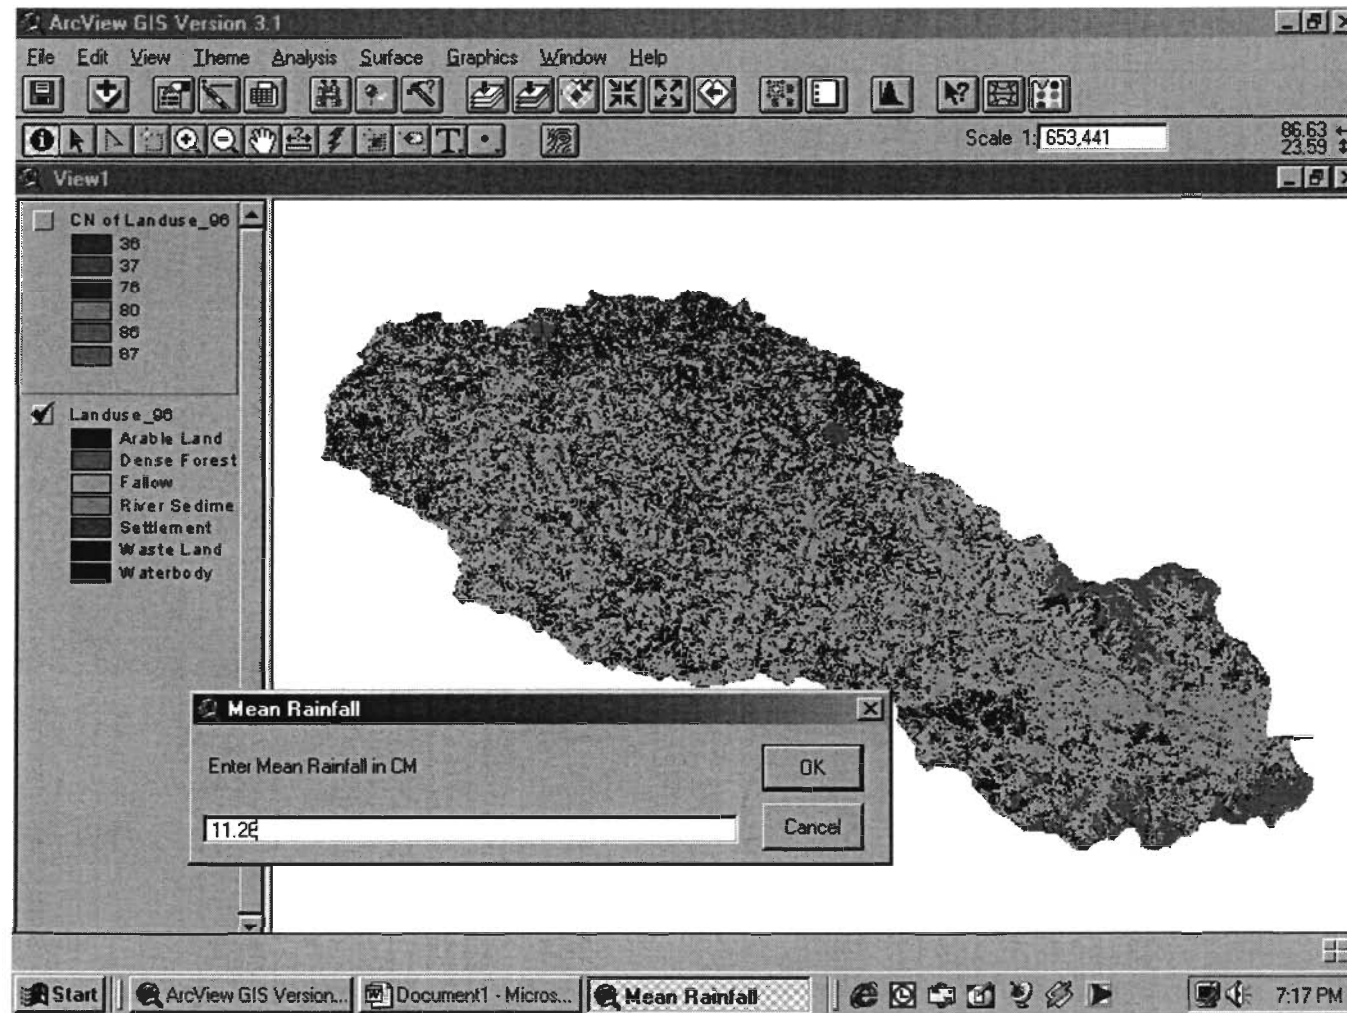 ArcView GIS Version 3.1
File Edit View Theme Analysis Surface Graphics Window Help
Scale 1: 653,441
86.63
23.59
View1
CN of Landuse_96
36
37
76
80
86
87
Landuse_96
Arable Land
Dense Forest
Fallow
River Sedime
Settlement
Waste Land
Waterbody
Mean Rainfall
Enter Mean Rainfall in CM
OK
Cancel
Start ArcView GIS Version... Document1 - Micros... Mean Rainfall 7:17 PM